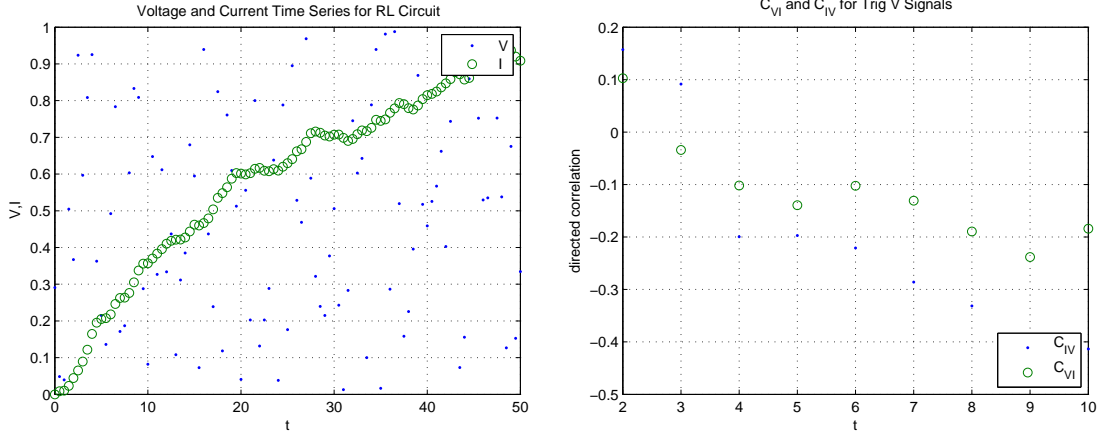 Voltage and Current Time Series for RL Circuit
1
0.9
0.8
0.7
0.6
0.5
0.4
0.3
0.2
0.1
0
V,I
0 10 20 30 40 50
t
V
I
C_VI and C_IV for Trig V Signals
0.2
0.1
0
−0.1
−0.2
−0.3
−0.4
−0.5
directed correlation
2 3 4 5 6 7 8 9 10
t
C_IV
C_VI